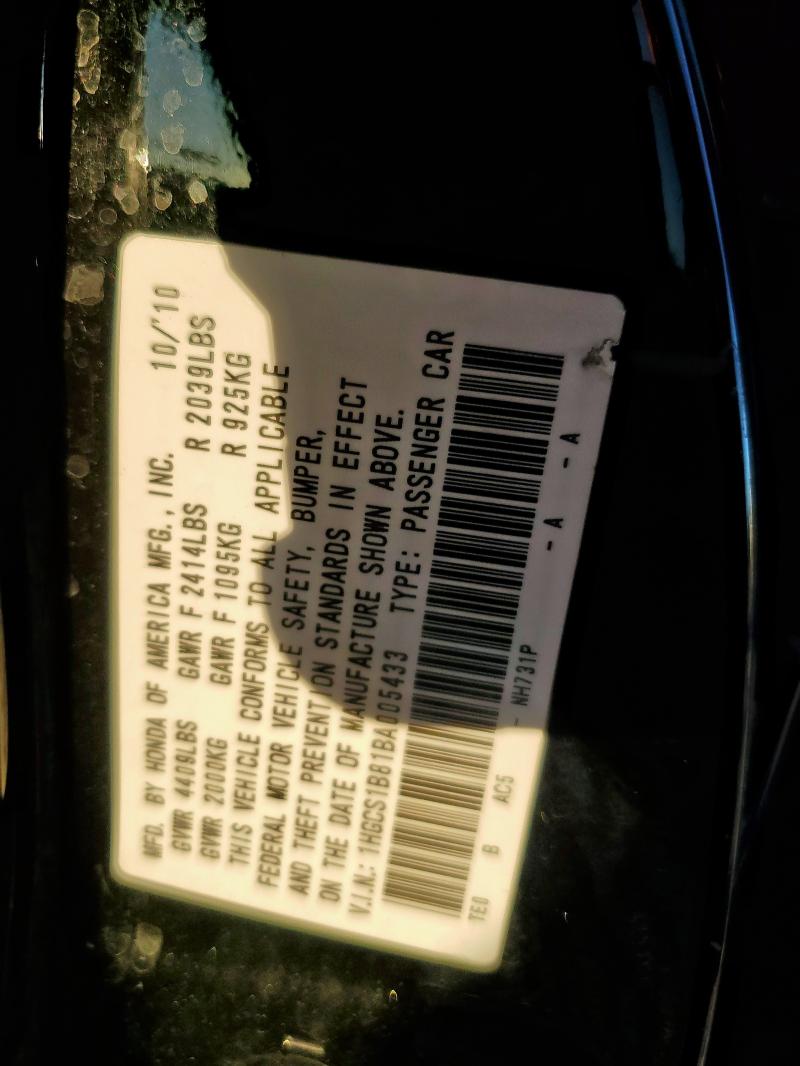 MFD. BY HONDA OF AMERICA MFG., INC. 10/'10
GVWR 4409LBS GAWR F 2414LBS R 2039LBS
GVWR 2000KG GAWR F 1095KG R 925KG
THIS VEHICLE CONFORMS TO ALL APPLICABLE
FEDERAL MOTOR VEHICLE SAFETY, BUMPER,
AND THEFT PREVENTION STANDARDS IN EFFECT
ON THE DATE OF MANUFACTURE SHOWN ABOVE.
V.I.N.: 1HGCS1B81BA005433 TYPE: PASSENGER CAR
TE0 B AC5 - NH731P - A - A